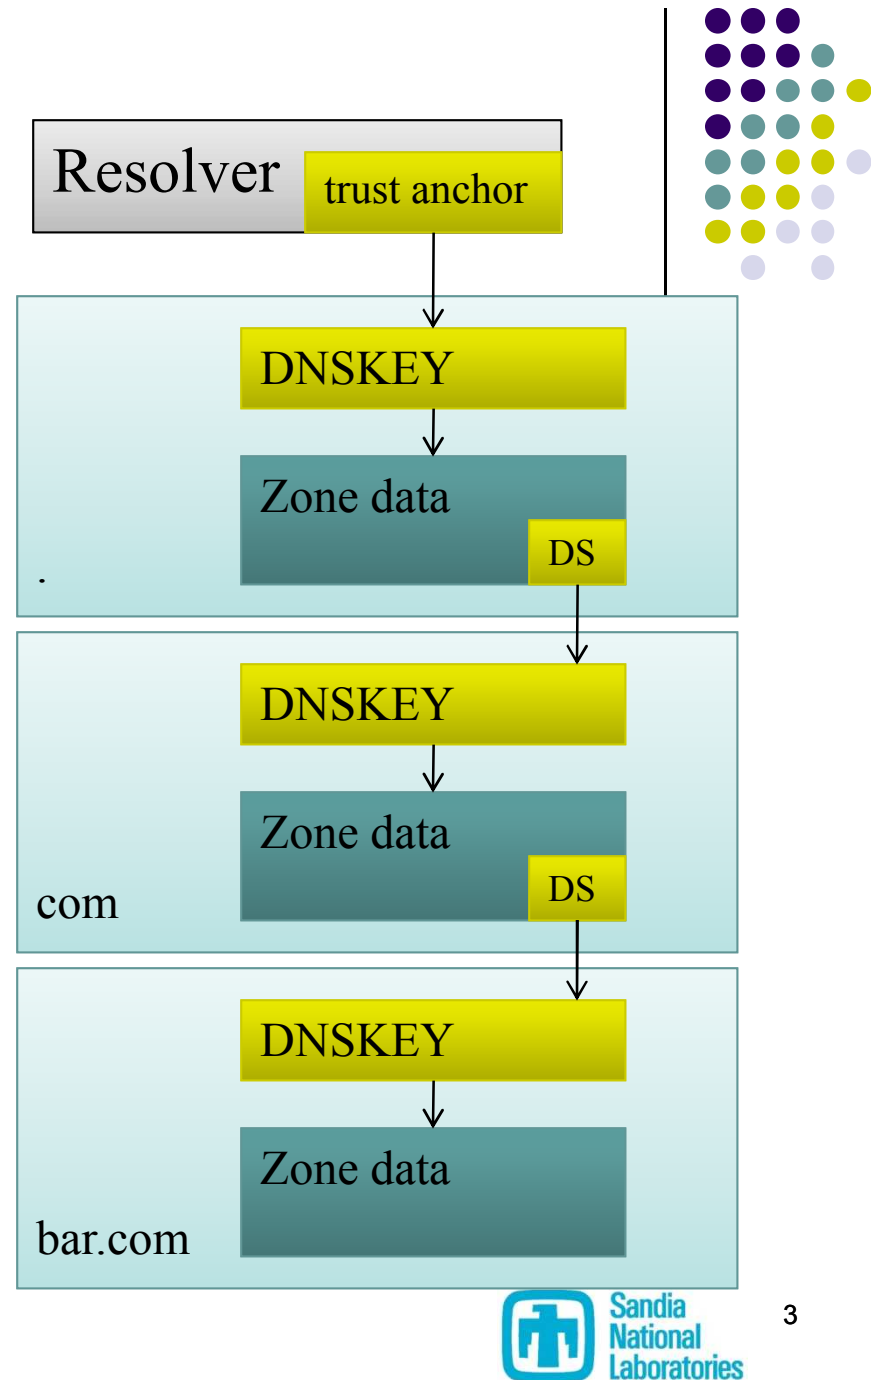 Resolver
trust anchor
DNSKEY
Zone data
DS
.
DNSKEY
Zone data
DS
com
DNSKEY
Zone data
bar.com
Sandia
National
Laboratories
3